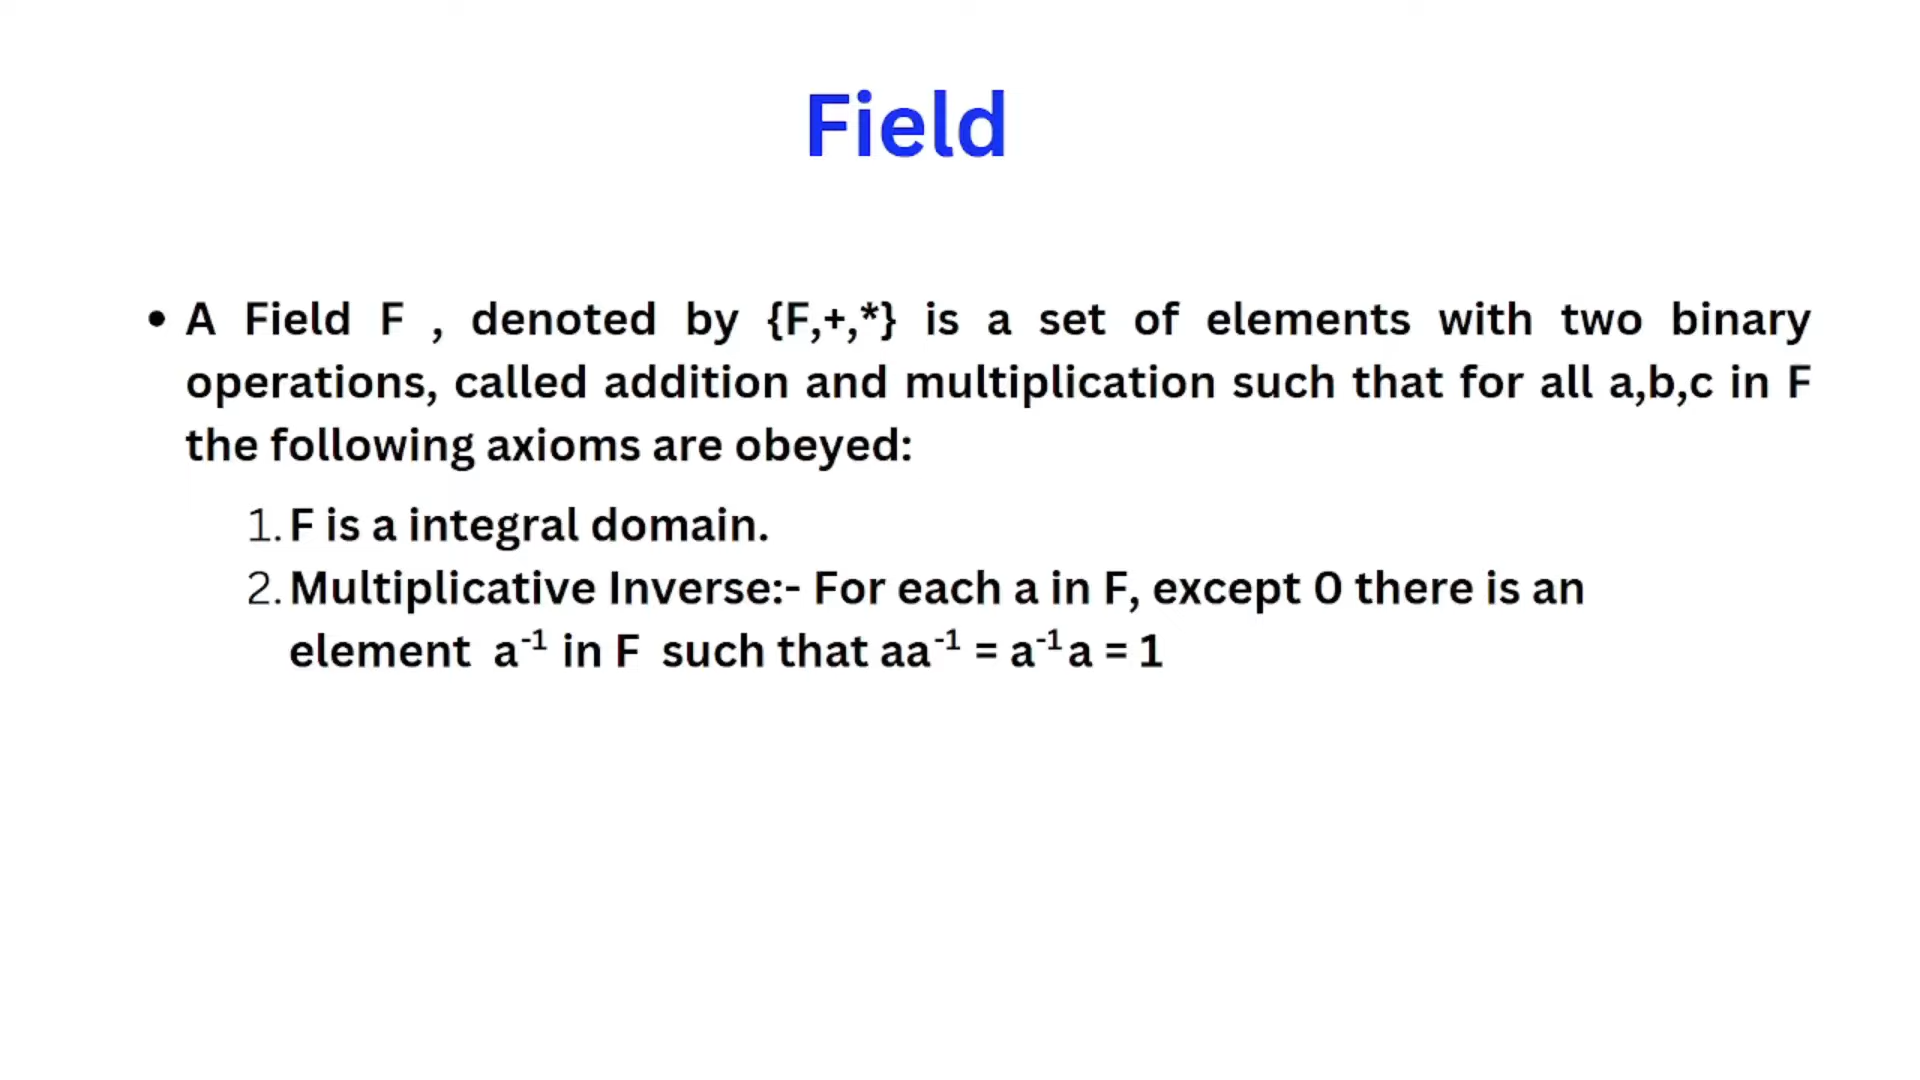 Field
• A Field F , denoted by {F,+,*} is a set of elements with two binary
operations, called addition and multiplication such that for all a,b,c in F
the following axioms are obeyed:
1. F is a integral domain.
2. Multiplicative Inverse:- For each a in F, except 0 there is an
element a⁻¹ in F such that aa⁻¹ = a⁻¹a = 1